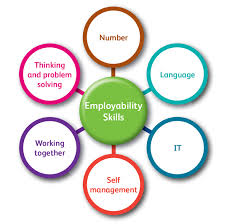 Number
Thinking
and problem
solving
Language
Employability
Skills
Working
together
IT
Self
management